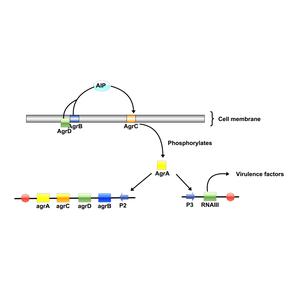 AIP
AgrB
AgrD
AgrC
Cell membrane
Phosphorylates
AgrA
Virulence factors
agrA agrC agrD agrB P2
P3 RNAIII